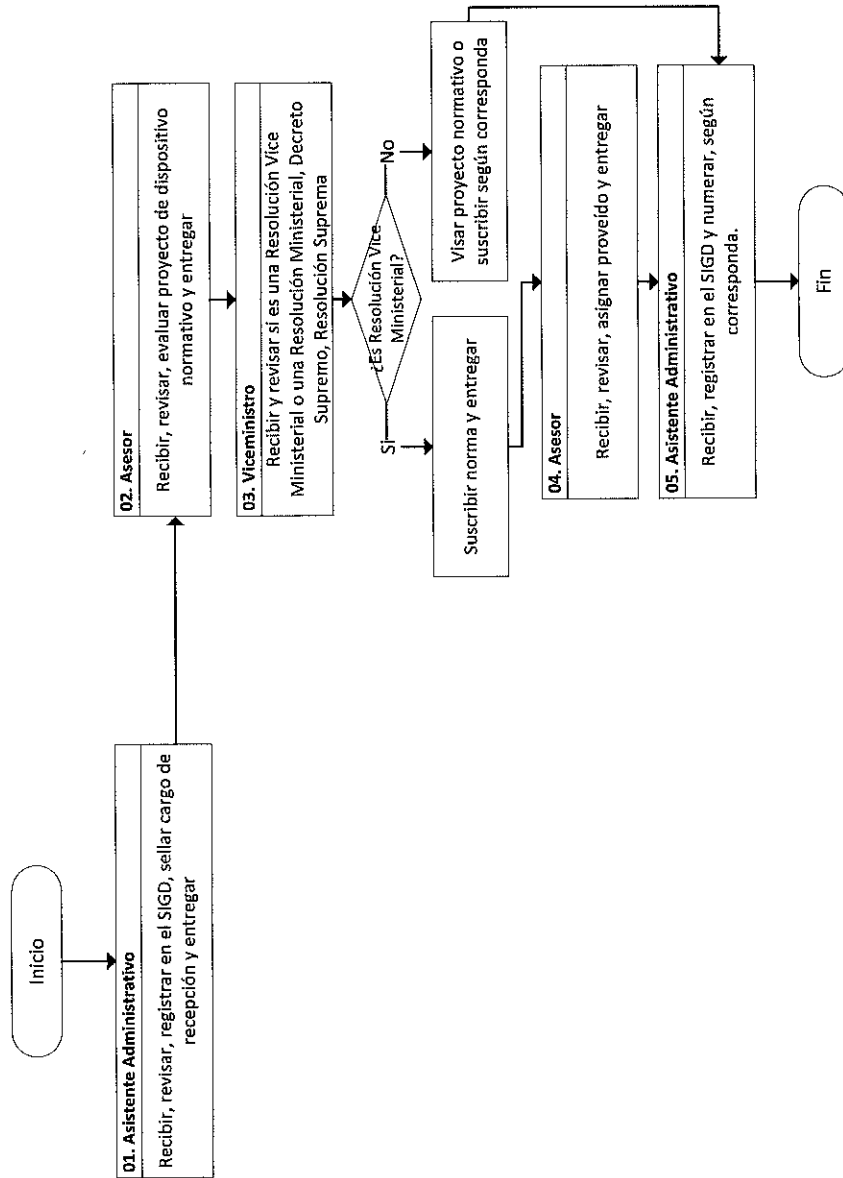 Inicio
01. Asistente Administrativo
Recibir, revisar, registrar en el SIGD, sellar cargo de
recepción y entregar
02. Asesor
Recibir, revisar, evaluar proyecto de dispositivo
normativo y entregar
03. Viceministro
Recibir y revisar si es una Resolución Vice
Ministerial o una Resolución Ministerial, Decreto
Supremo, Resolución Suprema
¿Es Resolución Vice
Ministerial?
Si
No
Suscribir norma y entregar
Visar proyecto normativo o
suscribir según corresponda
04. Asesor
Recibir, revisar, asignar proveído y entregar
05. Asistente Administrativo
Recibir, registrar en el SIGD y numerar, según
corresponda.
Fin